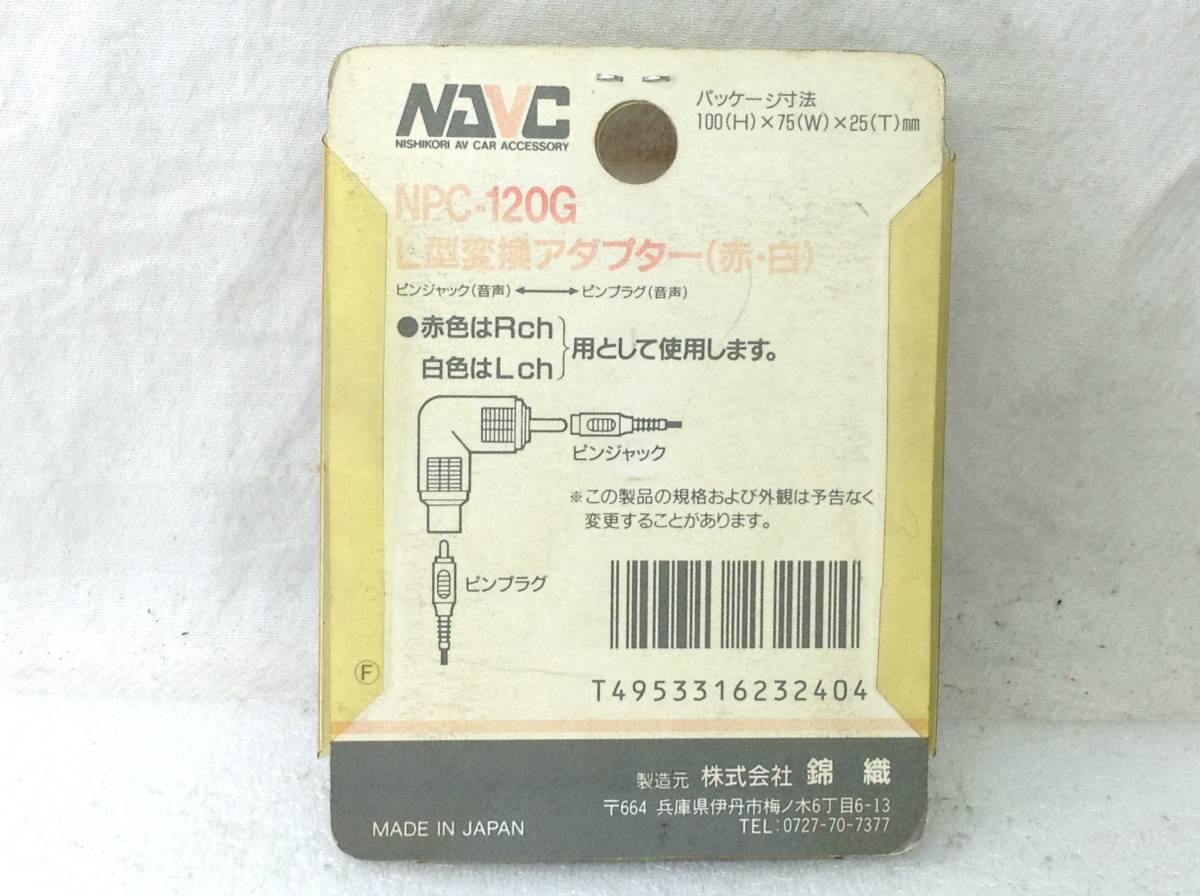 NAVC
NISHIKORI AV CAR ACCESSORY
パッケージ寸法
100(H)×75(W)×25(T)mm
NPC-120G
L型変換アダプター(赤・白)
ピンジャック(音声)⟷ピンプラグ(音声)
●赤色はRch
白色はLch
用として使用します。
ピンジャック
※この製品の規格および外観は予告なく
変更することがあります。
ピンプラグ
T4953316232404
Ⓕ
製造元 株式会社 錦織
〒664 兵庫県伊丹市梅ノ木6丁目6-13
MADE IN JAPAN
TEL:0727-70-7377